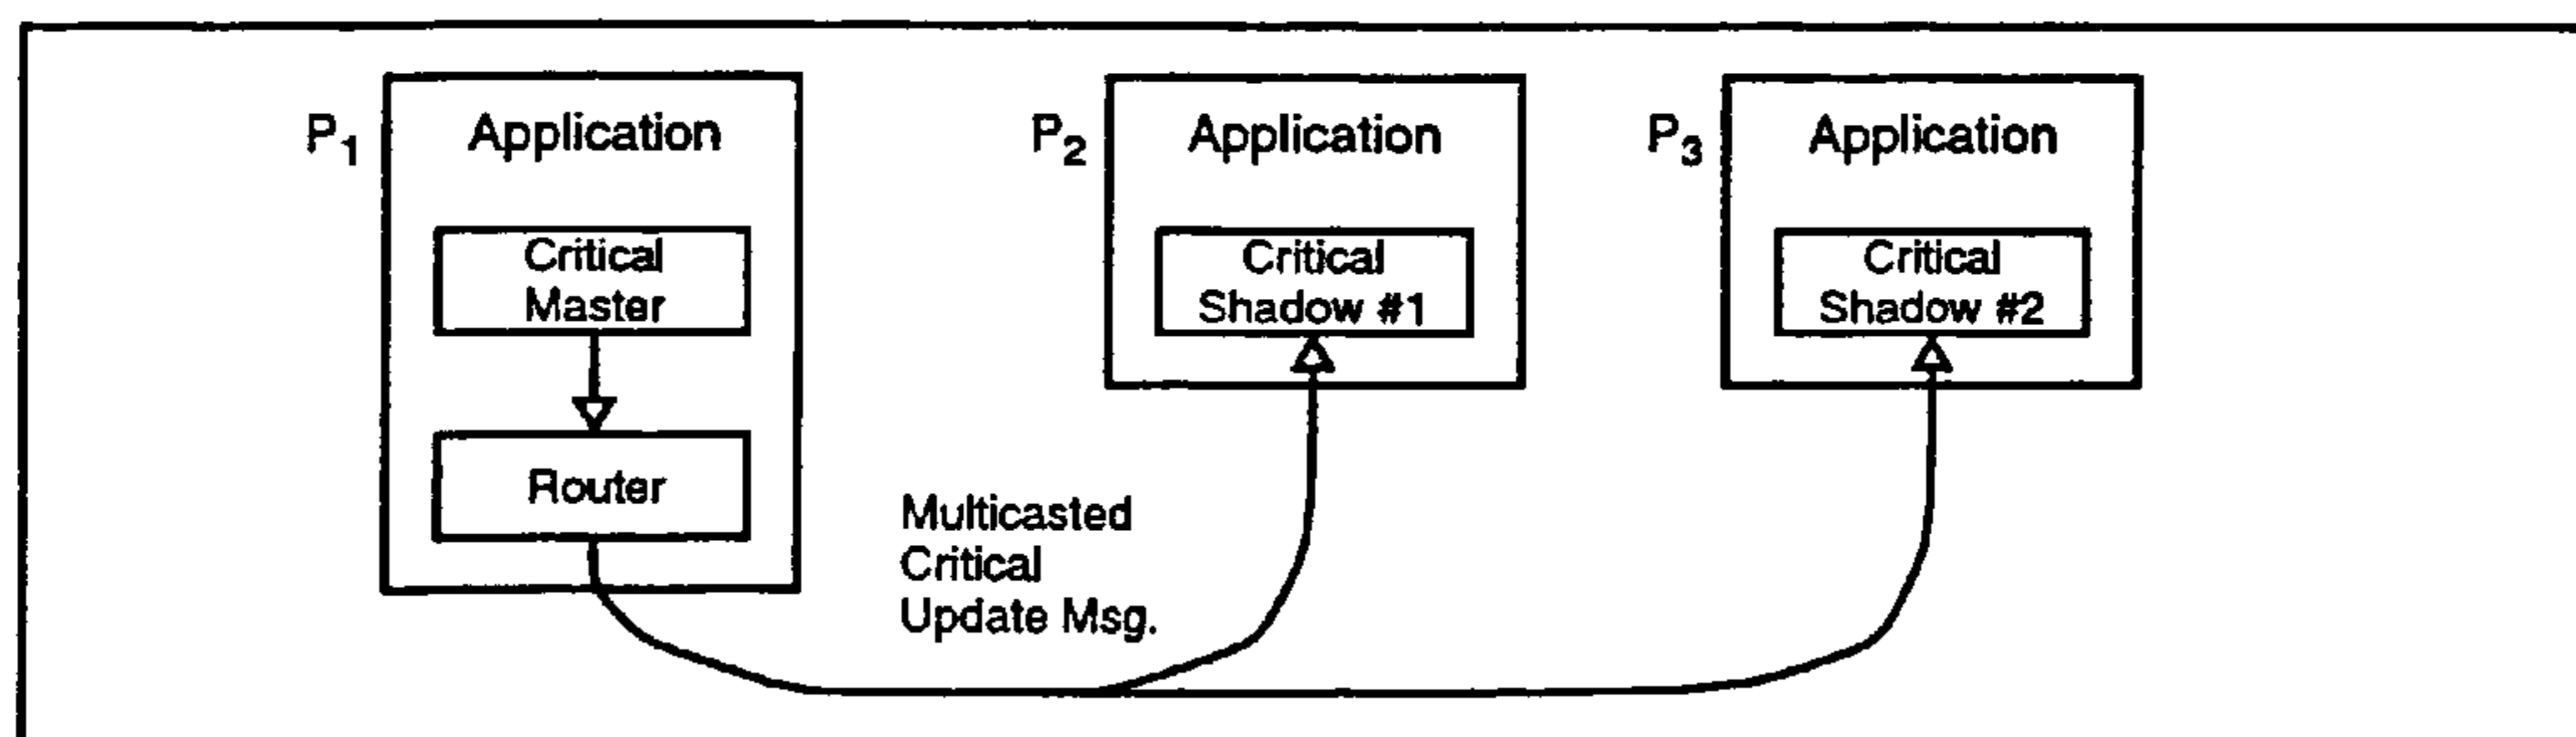 P1
Application
Critical
Master
Router
P2
Application
Critical
Shadow #1
P3
Application
Critical
Shadow #2
Multicasted
Critical
Update Msg.